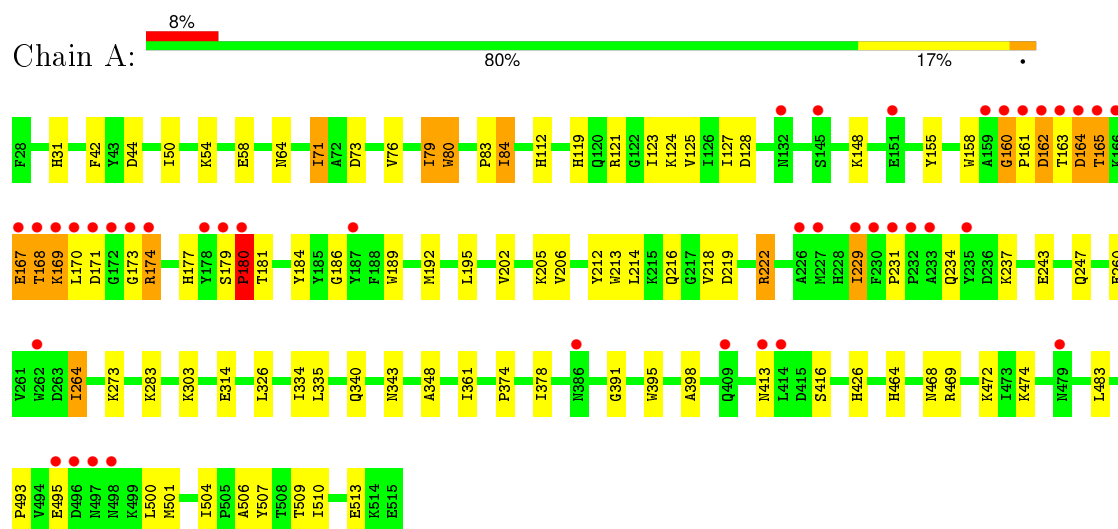 8%
Chain A:
80% 17% •
F28 H31 F42 Y43 D44 I50 K54 E58 N64 I71 A72 D73 V76 I79 W80 P83 I84 H112 H119 Q120 R121 G122 I123 K124 V125 I126 I127 D128 N132 S145 K148 E151 Y155 W158 A159 G160 P161 D162 T163 D164 T165 K166
E167 T168 K169 L170 D171 G172 G173 R174 H177 Y178 S179 P180 T181 Y184 Y185 G186 Y187 F188 W189 M192 L195 V202 K205 V206 Y212 W213 L214 K215 Q216 G217 V218 D219 R222 A226 M227 H228 I229 F230 P231 P232 A233 Q234 Y235 D236 K237 E243 Q247
V261 W262 D263 I264 K273 K283 K303 E314 L326 I334 L335 Q340 N343 A348 I361 P374 I378 N386 G391 W395 A398 Q409 N413 L414 D415 S416 H426 H464 N468 R469 K472 I473 K474 N479 L483
P493 V494 E495 D496 N497 N498 K499 L500 M501 I504 P505 A506 Y507 T508 T509 I510 E513 K514 E515